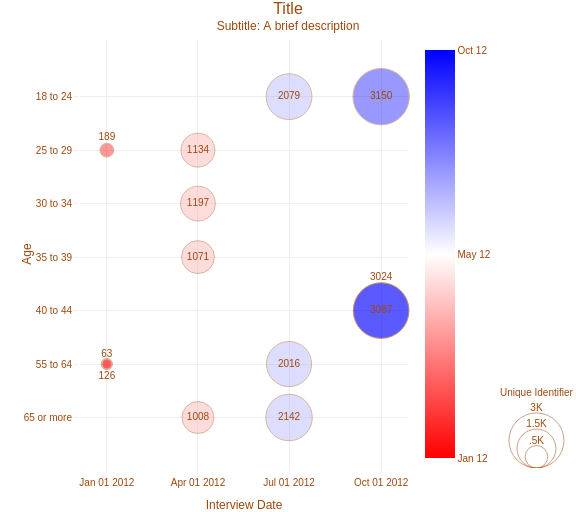 Title
Subtitle: A brief description
Oct 12
18 to 24
2079
3150
189
25 to 29
1134
30 to 34
1197
Age
35 to 39
1071
May 12
3024
40 to 44
3087
63
55 to 64
2016
126
65 or more
1008
2142
Unique Identifier
3K
1.5K
.5K
Jan 12
Jan 01 2012
Apr 01 2012
Jul 01 2012
Oct 01 2012
Interview Date